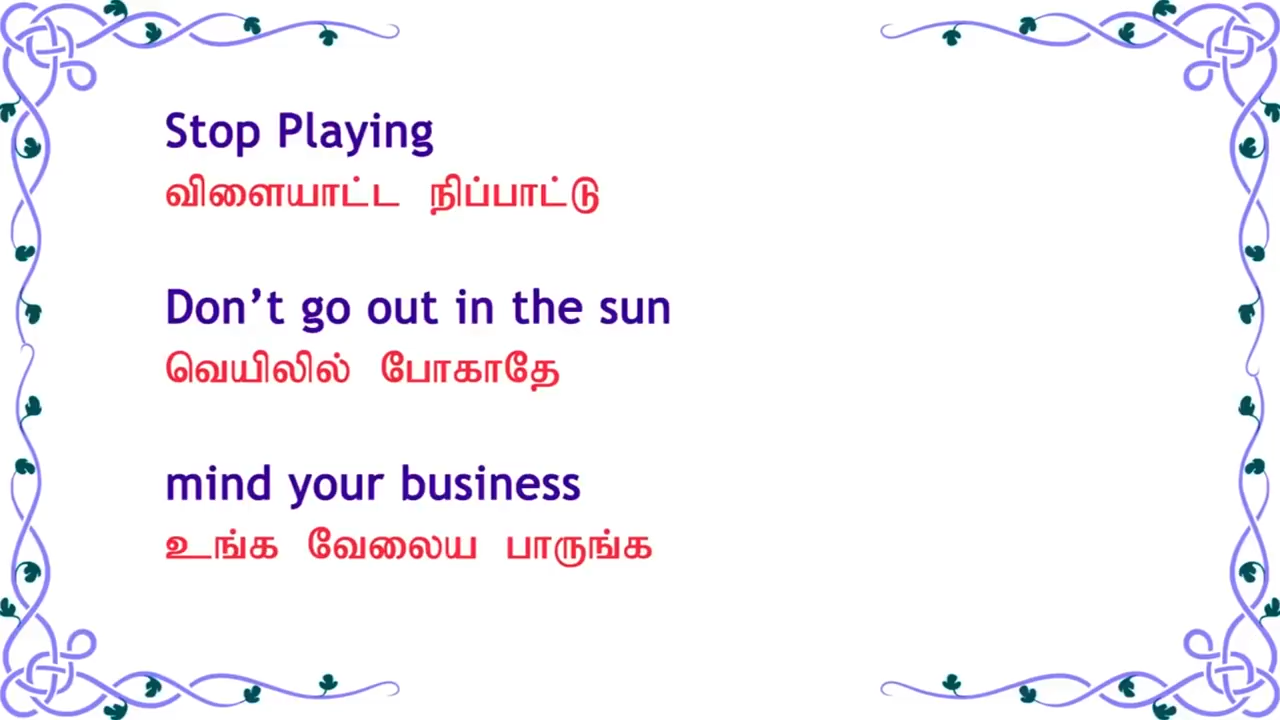 Stop Playing
விளையாட்ட நிப்பாட்டு
Don’t go out in the sun
வெயிலில் போகாதே
mind your business
உங்க வேலைய பாருங்க